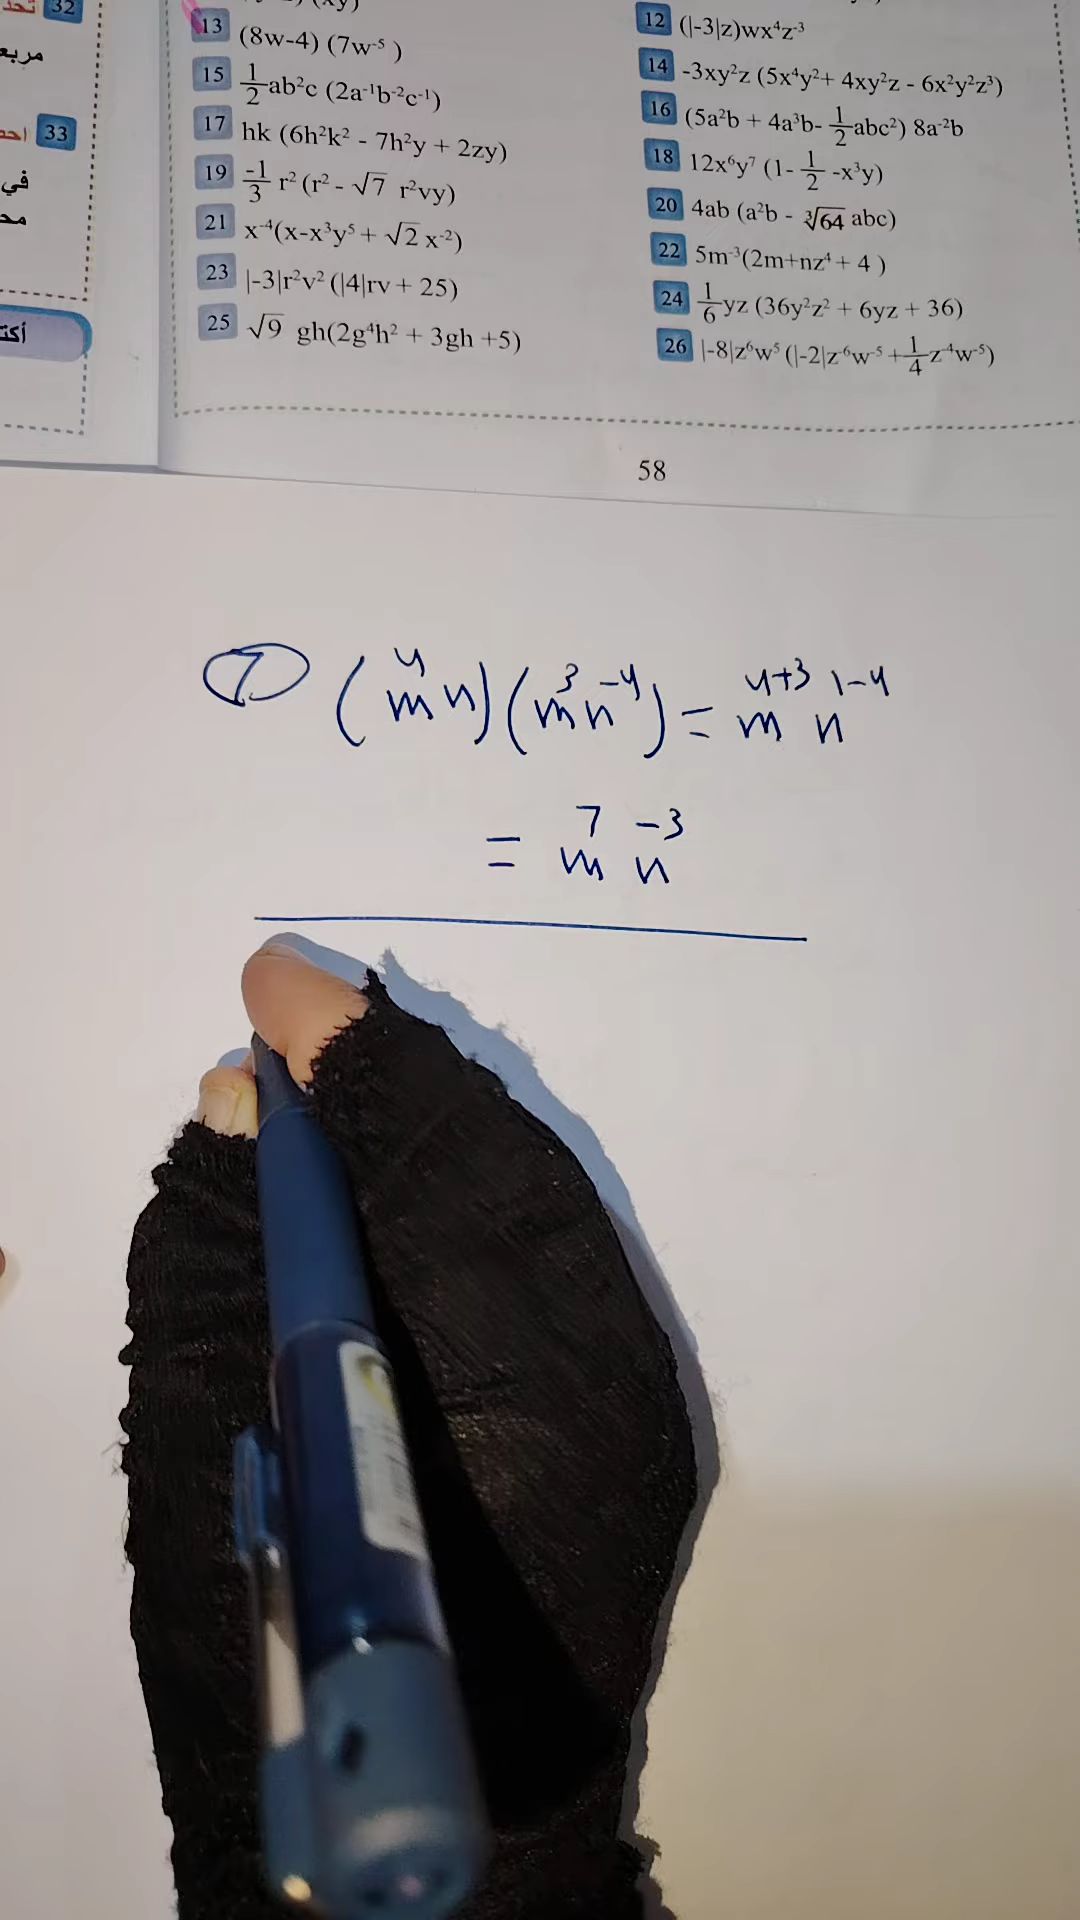 32
مربع
33
في
13 (8w-4) (7w⁻⁵ )
15 1/2 ab²c (2a⁻¹b⁻²c⁻¹)
17 hk (6h²k² - 7h²y + 2zy)
19 -1/3 r² (r² - √7 r²vy)
21 x⁻⁴(x-x³y⁵ + √2 x⁻²)
23 |-3|r²v² (|4|rv + 25)
25 √9 gh(2g⁴h² + 3gh +5)
12 (|-3|z)wx⁴z⁻³
14 -3xy²z (5x⁴y²+ 4xy²z - 6x²y²z³)
16 (5a²b + 4a³b- 1/2 abc²) 8a⁻²b
18 12x⁶y⁷ (1- 1/2 -x³y)
20 4ab (a²b - ∛64 abc)
22 5m⁻³(2m+nz⁴ + 4 )
24 1/6 yz (36y²z² + 6yz + 36)
26 |-8|z⁶w⁵ (|-2|z⁻⁶w⁻⁵ + 1/4 z⁻⁴w⁻⁵)
58
7 (m⁴n)(m³n⁻⁴) = m⁴⁺³ n¹⁻⁴
= m⁷ n⁻³